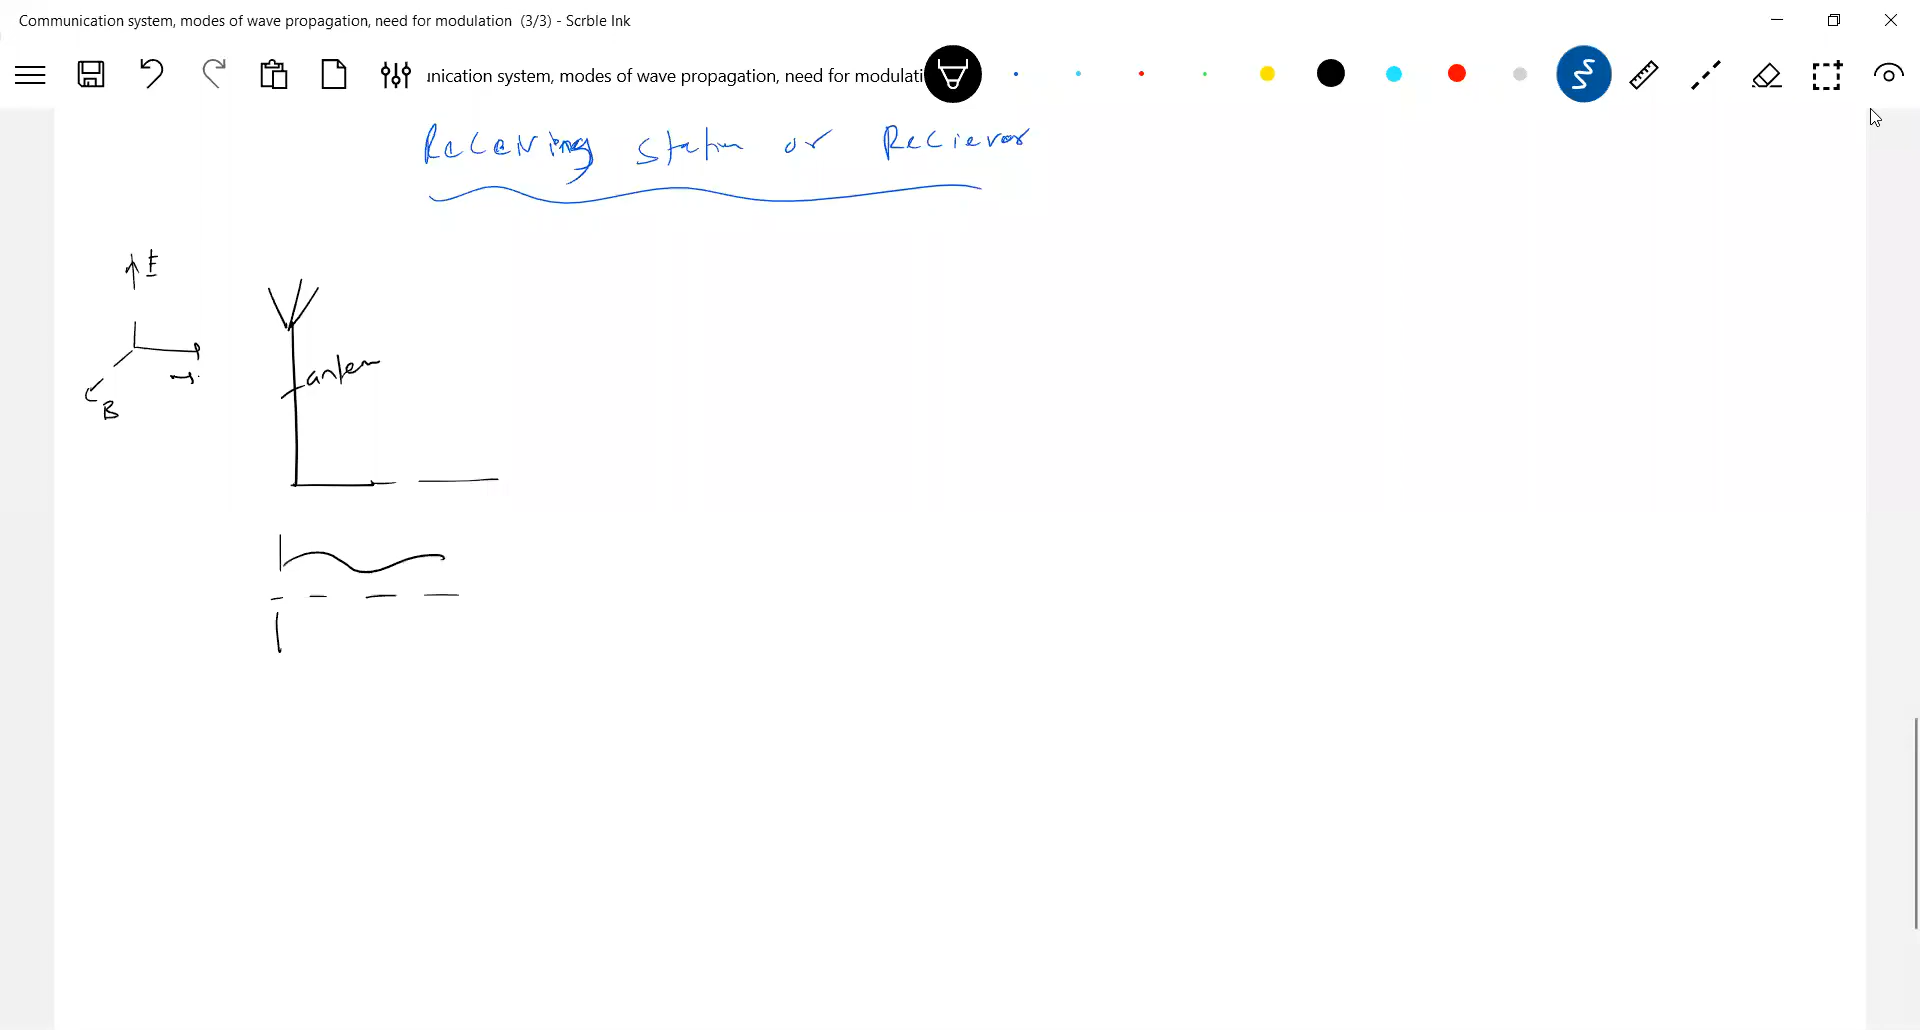 Communication system, modes of wave propagation, need for modulation (3/3) - Scrble Ink
unication system, modes of wave propagation, need for modulati
Receiving station or Reciever
E
anten
B